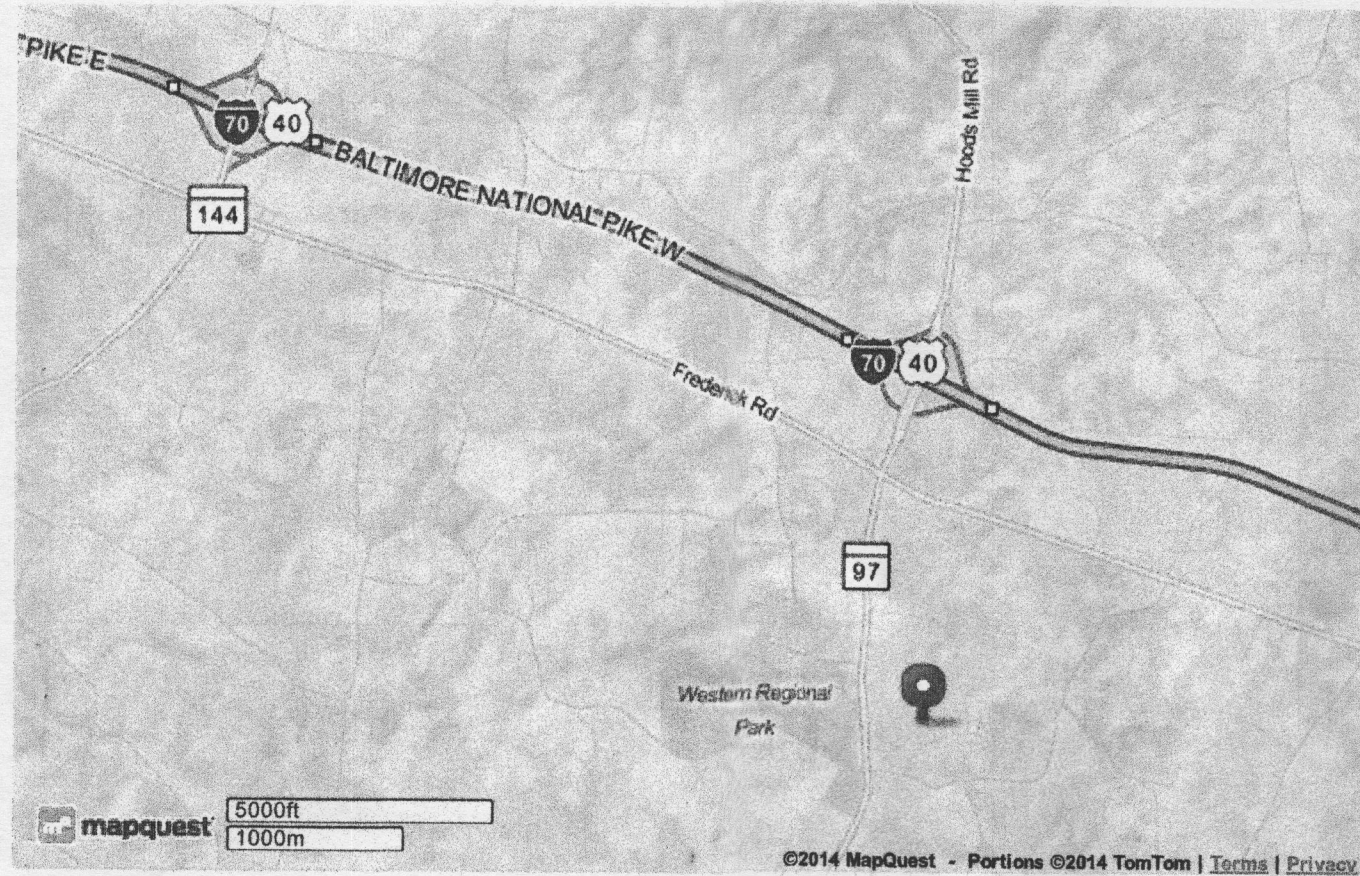 PIKE E
70
40
BALTIMORE NATIONAL PIKE W
144
Hoods Mill Rd
70
40
Frederick Rd
97
Western Regional
Park
mapquest
5000ft
1000m
©2014 MapQuest - Portions ©2014 TomTom | Terms | Privacy